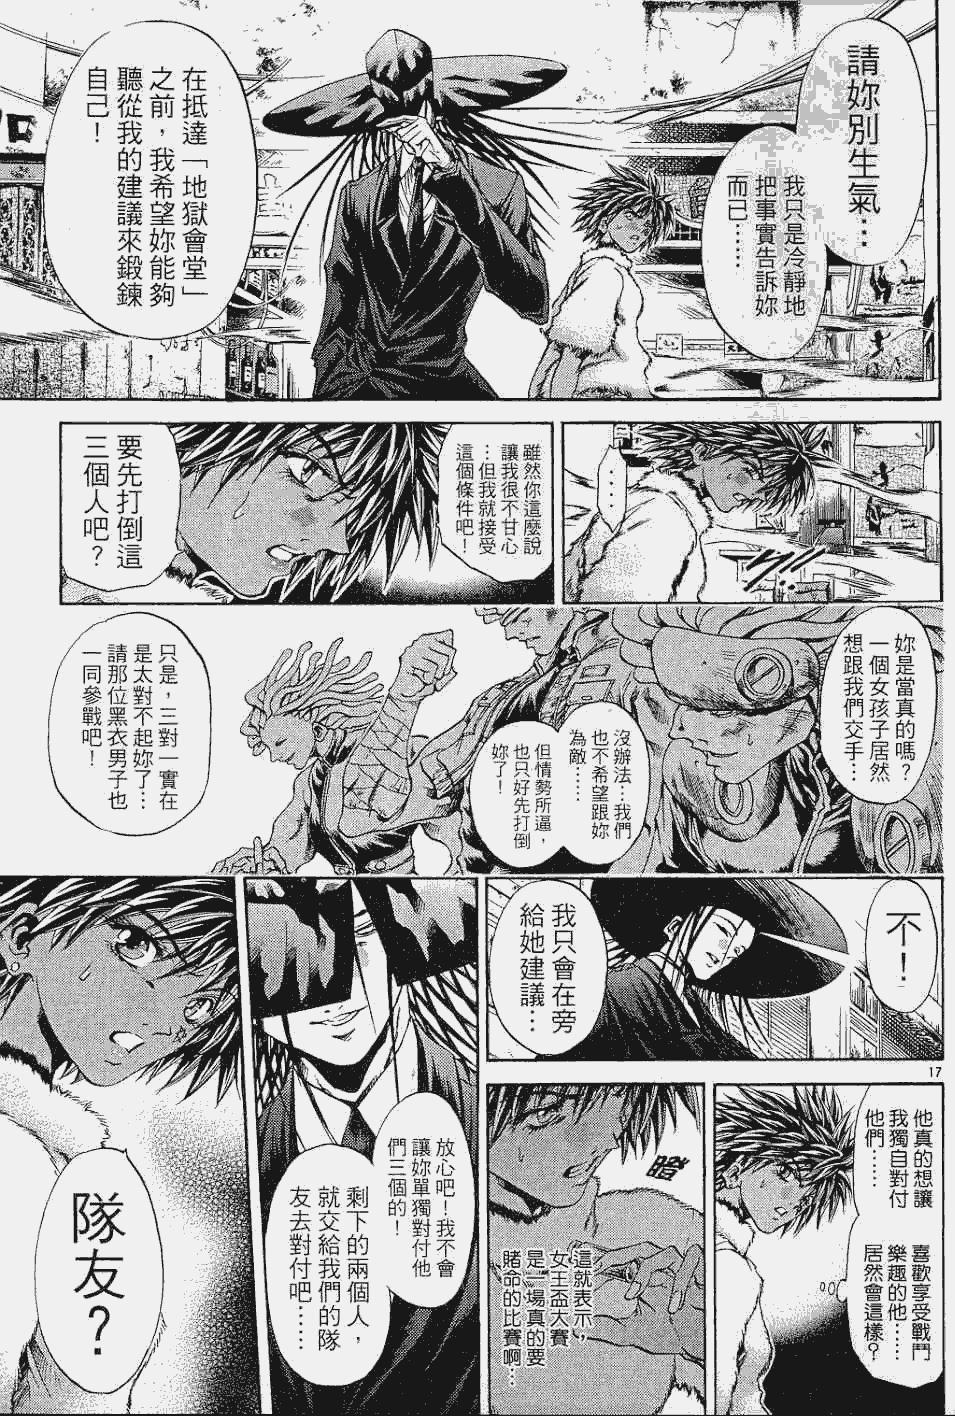 請妳別生氣…
我只是冷靜地
把事實告訴妳
而已……
在抵達「地獄會堂」
之前，我希望妳能夠
聽從我的建議來鍛鍊
自己！
……
雖然你這麼說
讓我很不甘心
…但我就接受
這個條件吧！
要先打倒這
三個人吧？
妳是當真的嗎？
一個女孩子居然
想跟我們交手…
沒辦法…我們
也不希望跟妳
為敵……
但情勢所逼，
也只好先打倒
妳了！
只是，三對一實在
是太對不起妳了…
請那位黑衣男子也
一同參戰吧！
不！
我只會在旁
給她建議…
17
他真的想讓
我獨自對付
他們……
喜歡享受戰鬥
樂趣的他……
居然會這樣？
瞪
這就表示，
女王盃大賽
是一場真的要
賭命的比賽啊…
放心吧！我不會
讓妳單獨對付他
們三個的！
剩下的兩個人，
就交給我們的隊
友去對付吧……
隊友？